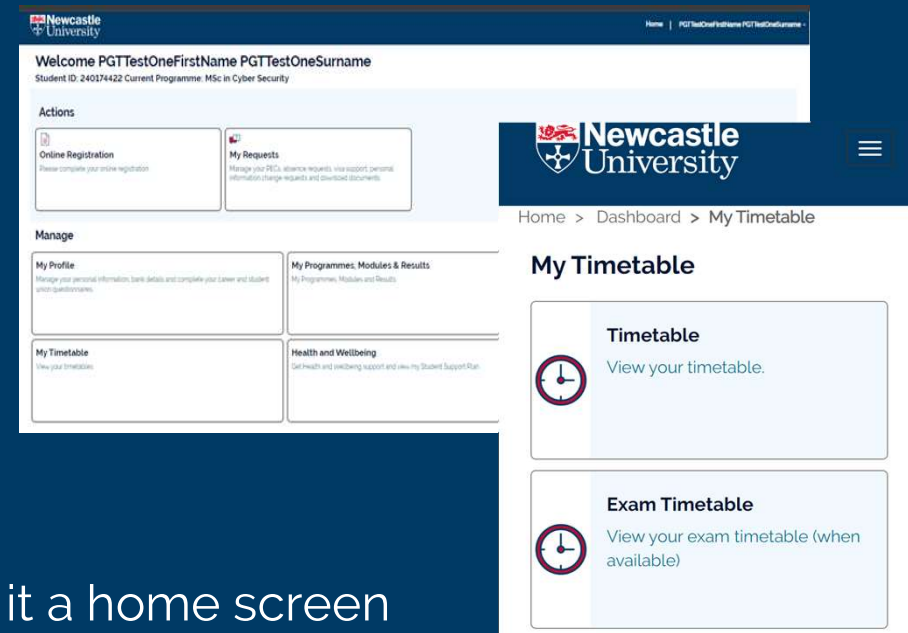 Newcastle
University
Home | PGTTestOneFirstName PGTTestOneSurname
Welcome PGTTestOneFirstName PGTTestOneSurname
Student ID: 240174422 Current Programme: MSc in Cyber Security
Actions
Online Registration
Please complete your online registration
My Requests
Manage your PECs, absence requests, visa support, personal
information change requests and download documents
Manage
My Profile
Manage your personal information, bank details and complete your career and student
union questionnaires
My Programmes, Modules & Results
My Programmes, Modules and Results
My Timetable
View your timetables
Health and Wellbeing
Get health and wellbeing support and view my Student Support Plan
Newcastle
University
Home > Dashboard > My Timetable
My Timetable
Timetable
View your timetable.
Exam Timetable
View your exam timetable (when
available)
it a home screen